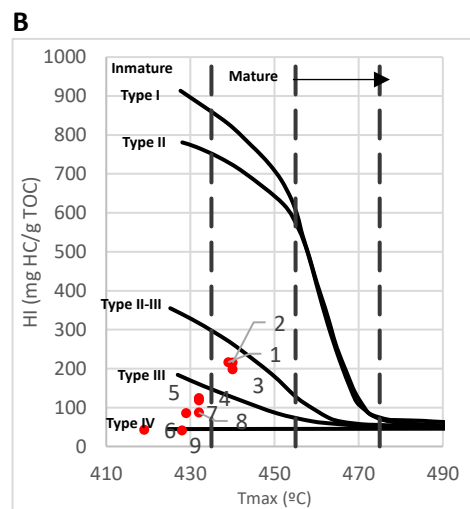 B
1000
900
800
700
600
500
400
300
200
100
0
HI (mg HC/g TOC)
Inmature
Mature
Type I
Type II
Type II-III
Type III
Type IV
2
1
3
5
4
7
8
6
9
410
430
450
470
490
Tmax (ºC)